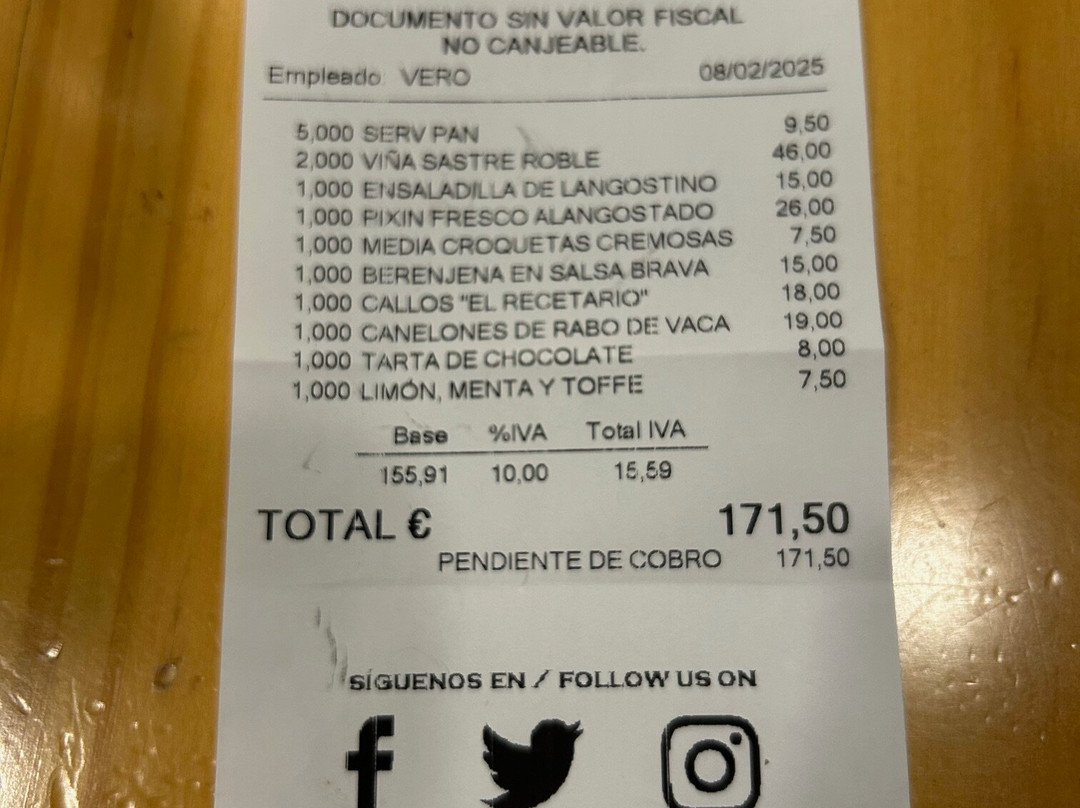 DOCUMENTO SIN VALOR FISCAL
NO CANJEABLE.
Empleado: VERO 08/02/2025
5,000 SERV PAN 9,50
2,000 VIÑA SASTRE ROBLE 46,00
1,000 ENSALADILLA DE LANGOSTINO 15,00
1,000 PIXIN FRESCO ALANGOSTADO 26,00
1,000 MEDIA CROQUETAS CREMOSAS 7,50
1,000 BERENJENA EN SALSA BRAVA 15,00
1,000 CALLOS "EL RECETARIO" 18,00
1,000 CANELONES DE RABO DE VACA 19,00
1,000 TARTA DE CHOCOLATE 8,00
1,000 LIMÓN, MENTA Y TOFFE 7,50
Base %IVA Total IVA
155,91 10,00 15,59
TOTAL € 171,50
PENDIENTE DE COBRO 171,50
SÍGUENOS EN / FOLLOW US ON